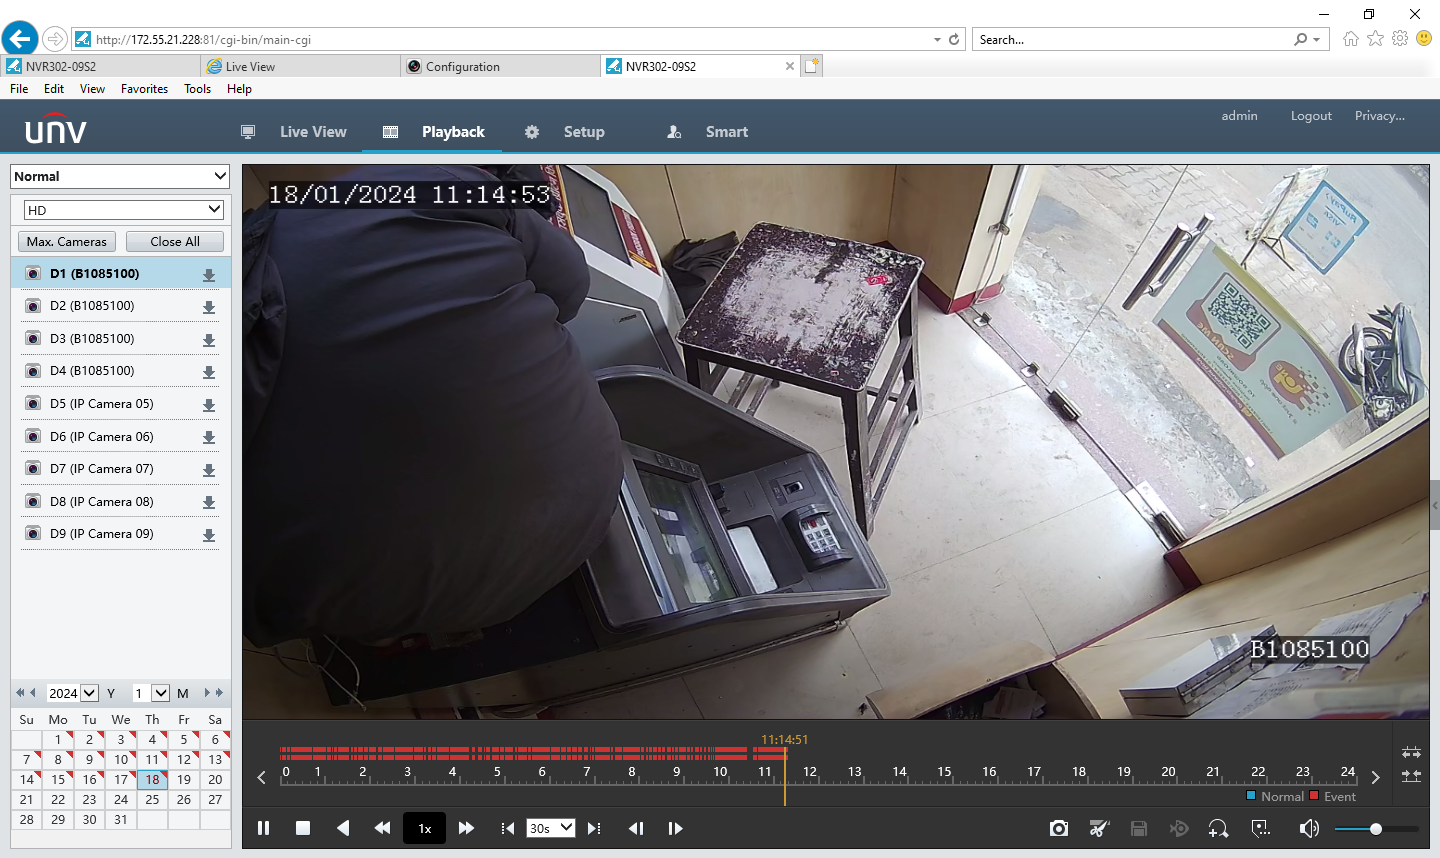 http://172.55.21.228:81/cgi-bin/main-cgi
Search...
NVR302-09S2
Live View
Configuration
NVR302-09S2
File Edit View Favorites Tools Help
unv
Live View
Playback
Setup
Smart
admin
Logout
Privacy...
Normal
HD
Max. Cameras
Close All
D1 (B1085100)
D2 (B1085100)
D3 (B1085100)
D4 (B1085100)
D5 (IP Camera 05)
D6 (IP Camera 06)
D7 (IP Camera 07)
D8 (IP Camera 08)
D9 (IP Camera 09)
2024 Y 1 M
Su Mo Tu We Th Fr Sa
1 2 3 4 5 6
7 8 9 10 11 12 13
14 15 16 17 18 19 20
21 22 23 24 25 26 27
28 29 30 31
18/01/2024 11:14:53
VISA
SCAN ME
B1085100
11:14:51
0 1 2 3 4 5 6 7 8 9 10 11 12 13 14 15 16 17 18 19 20 21 22 23 24
Normal Event
1x
30s